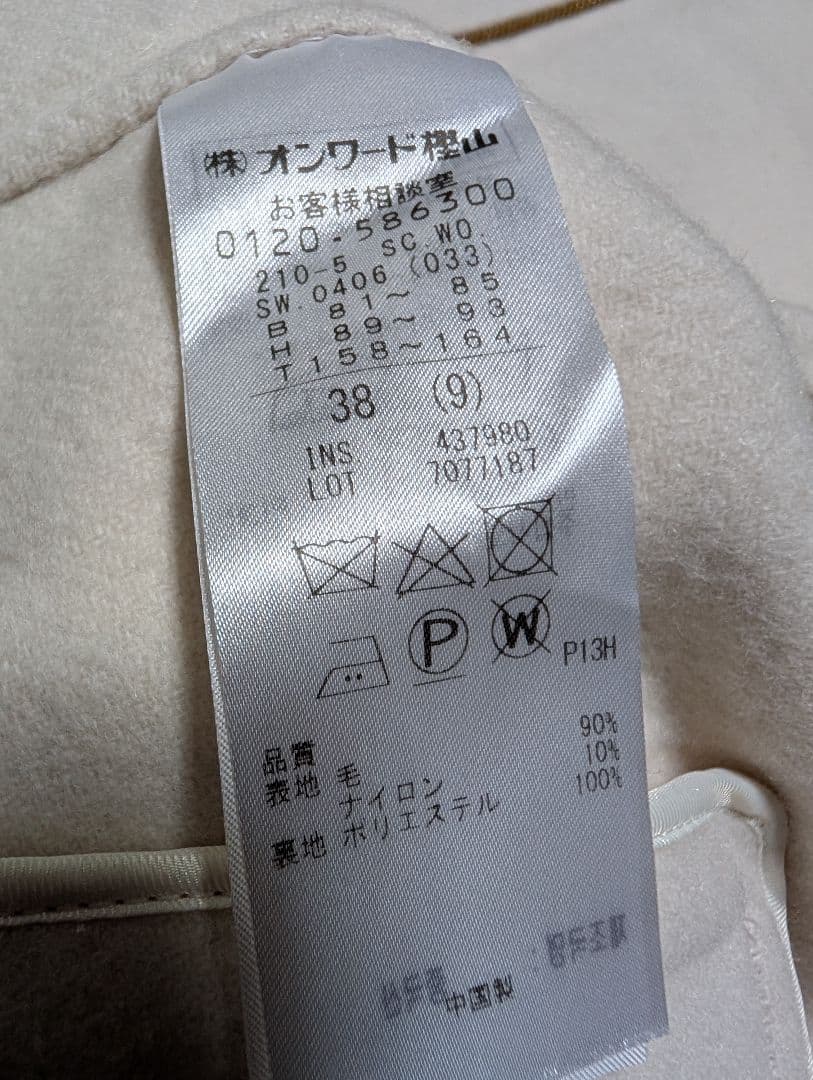 ㈱オンワード樫山
お客様相談室
0120-586300
210-5 SC.WO.
SW.0406 (033)
B 81～ 85
H 89～ 93
T 158～164
38 (9)
INS 437980
LOT 7077187
P
W
P13H
品質
表地 毛 90%
ナイロン 10%
裏地 ポリエステル 100%
中国製